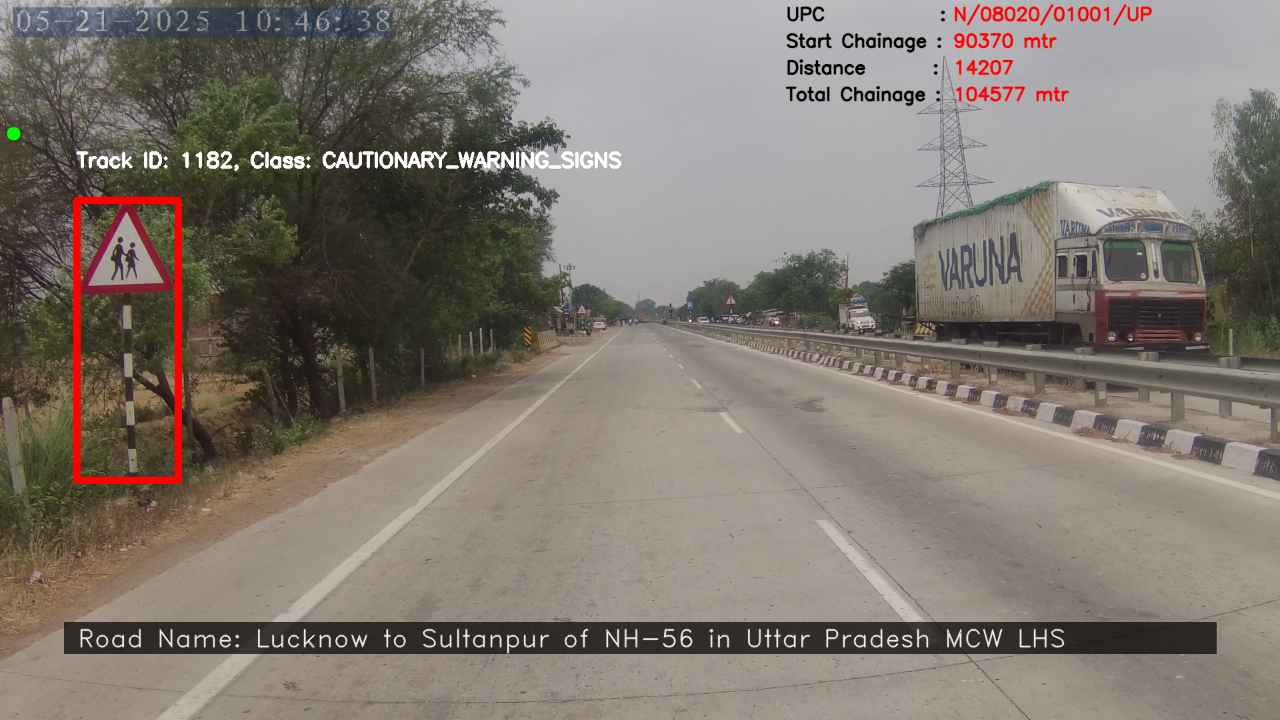 05-21-2025 10:46:38
UPC : N/08020/01001/UP
Start Chainage : 90370 mtr
Distance : 14207
Total Chainage : 104577 mtr
Track ID: 1182, Class: CAUTIONARY_WARNING_SIGNS
VARUNA
VARUNA
VARUNA
Road Name: Lucknow to Sultanpur of NH-56 in Uttar Pradesh MCW LHS